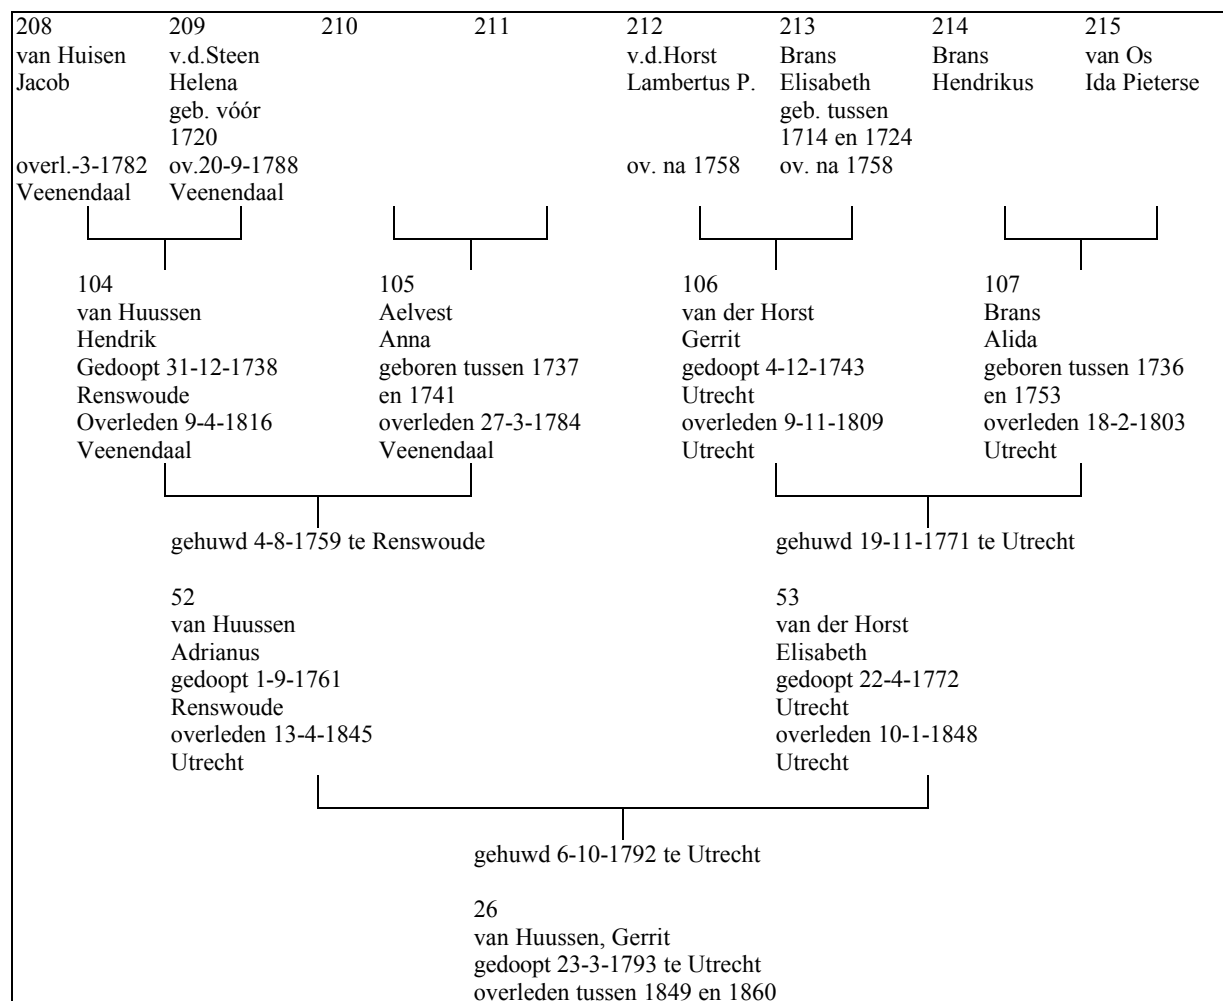 208
van Huisen
Jacob
overl.-3-1782
Veenendaal
209
v.d.Steen
Helena
geb. vóór
1720
ov.20-9-1788
Veenendaal
210
211
212
v.d.Horst
Lambertus P.
ov. na 1758
213
Brans
Elisabeth
geb. tussen
1714 en 1724
ov. na 1758
214
Brans
Hendrikus
215
van Os
Ida Pieterse
104
van Huussen
Hendrik
Gedoopt 31-12-1738
Renswoude
Overleden 9-4-1816
Veenendaal
105
Aelvest
Anna
geboren tussen 1737
en 1741
overleden 27-3-1784
Veenendaal
106
van der Horst
Gerrit
gedoopt 4-12-1743
Utrecht
overleden 9-11-1809
Utrecht
107
Brans
Alida
geboren tussen 1736
en 1753
overleden 18-2-1803
Utrecht
gehuwd 4-8-1759 te Renswoude
gehuwd 19-11-1771 te Utrecht
52
van Huussen
Adrianus
gedoopt 1-9-1761
Renswoude
overleden 13-4-1845
Utrecht
53
van der Horst
Elisabeth
gedoopt 22-4-1772
Utrecht
overleden 10-1-1848
Utrecht
gehuwd 6-10-1792 te Utrecht
26
van Huussen, Gerrit
gedoopt 23-3-1793 te Utrecht
overleden tussen 1849 en 1860